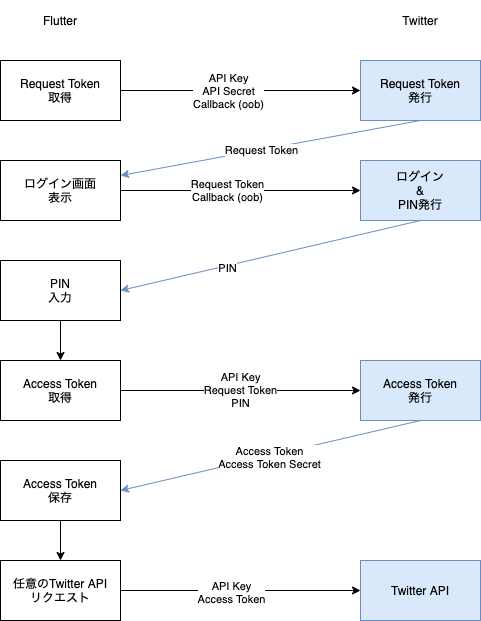 Flutter
Twitter
Request Token
取得
API Key
API Secret
Callback (oob)
Request Token
発行
Request Token
ログイン画面
表示
Request Token
Callback (oob)
ログイン
&
PIN発行
PIN
PIN
入力
Access Token
取得
API Key
Request Token
PIN
Access Token
発行
Access Token
Access Token Secret
Access Token
保存
任意のTwitter API
リクエスト
API Key
Access Token
Twitter API